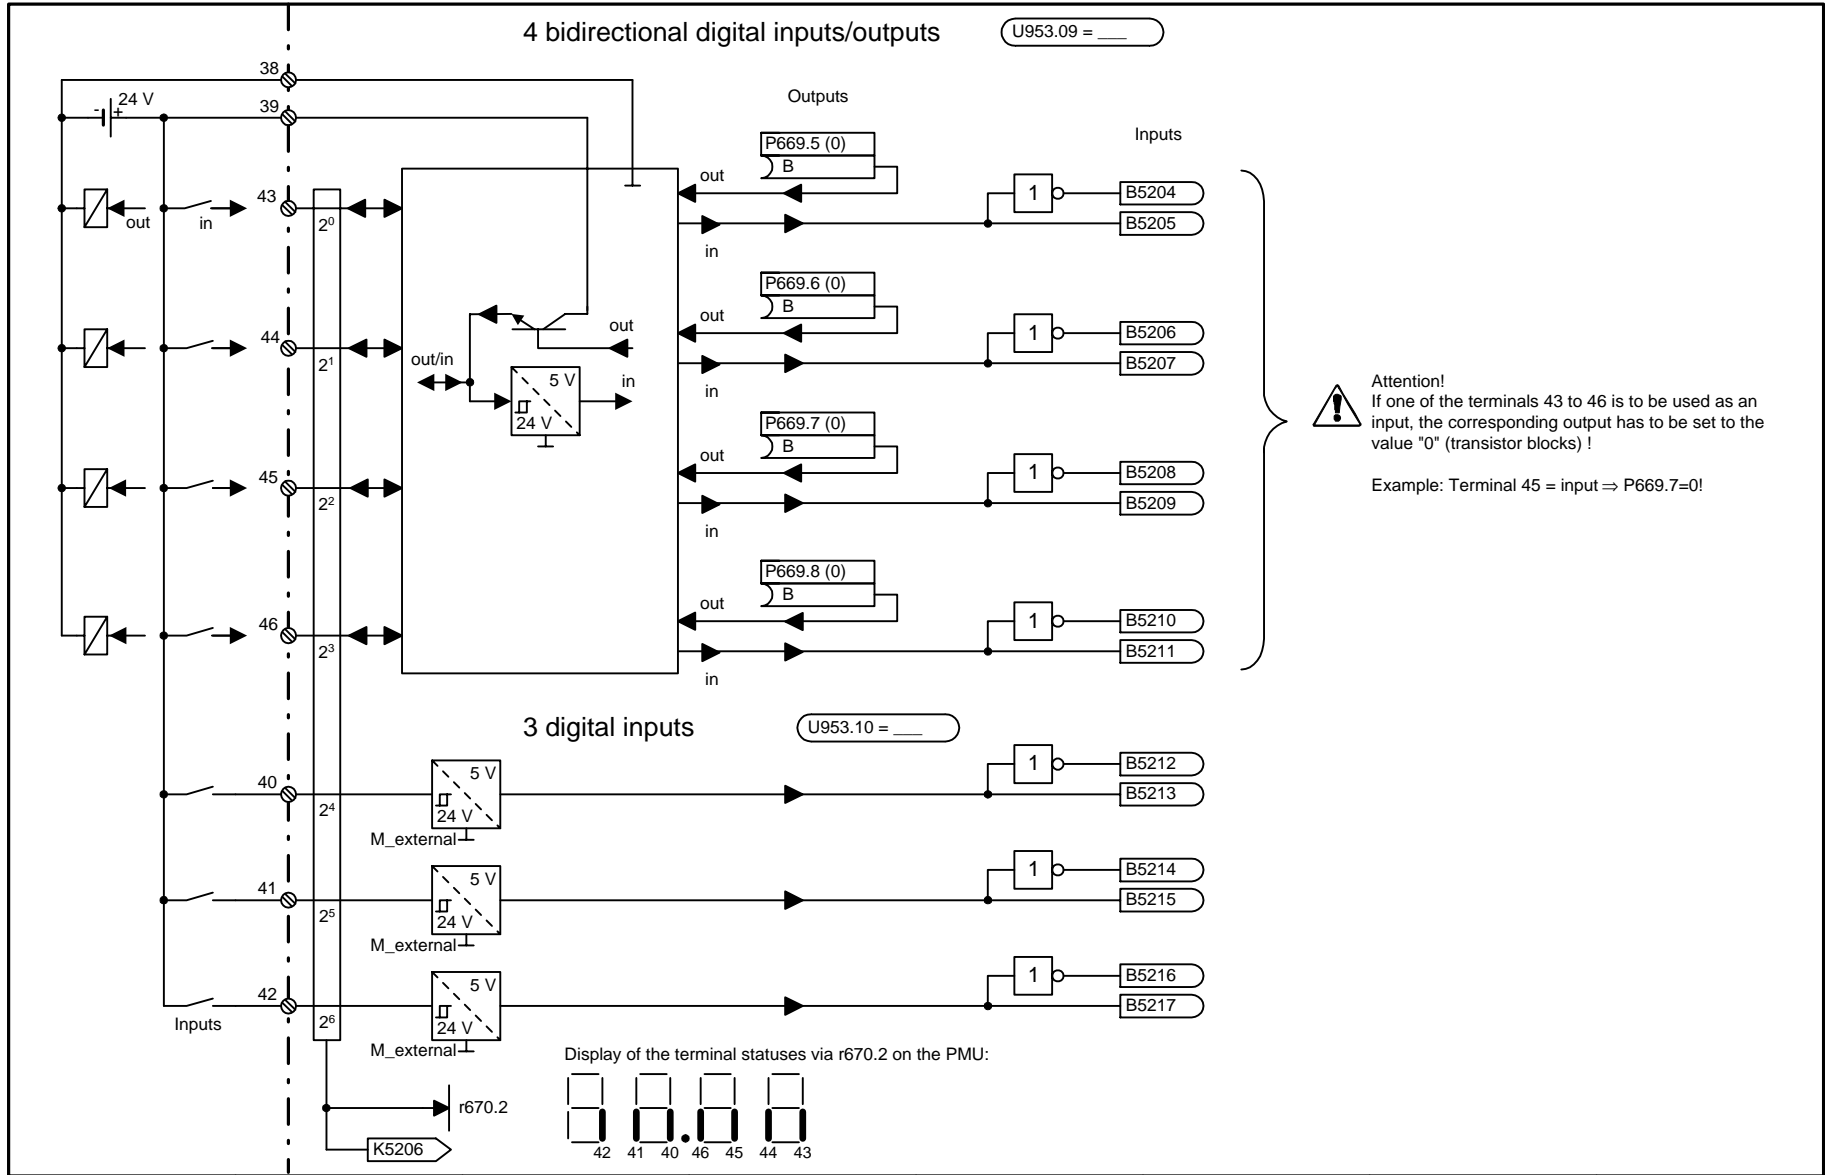 4 bidirectional digital inputs/outputs
U953.09 = ___
38
24 V
- +
39
Outputs
Inputs
P669.5 (0)
B
out
43
out
in
2⁰
in
1
B5204
B5205
P669.6 (0)
B
out
44
2¹
out
out/in
5 V
24 V
in
in
1
B5206
B5207
Attention!
If one of the terminals 43 to 46 is to be used as an
input, the corresponding output has to be set to the
value "0" (transistor blocks) !
Example: Terminal 45 = input ⇒ P669.7=0!
P669.7 (0)
B
out
45
2²
in
1
B5208
B5209
P669.8 (0)
B
out
46
2³
in
1
B5210
B5211
3 digital inputs
U953.10 = ___
40
2⁴
5 V
24 V
M_external
1
B5212
B5213
41
2⁵
5 V
24 V
M_external
1
B5214
B5215
42
Inputs
2⁶
5 V
24 V
M_external
1
B5216
B5217
Display of the terminal statuses via r670.2 on the PMU:
r670.2
K5206
42 41 40 46 45 44 43